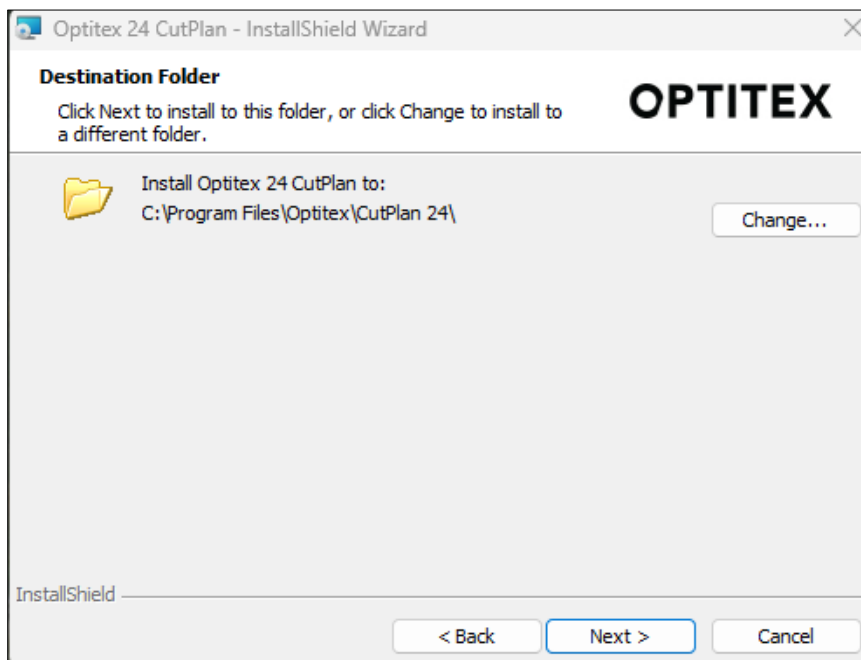 Optitex 24 CutPlan - InstallShield Wizard
Destination Folder
Click Next to install to this folder, or click Change to install to
a different folder.
OPTITEX
Install Optitex 24 CutPlan to:
C:\Program Files\Optitex\CutPlan 24\
Change...
InstallShield
< Back
Next >
Cancel